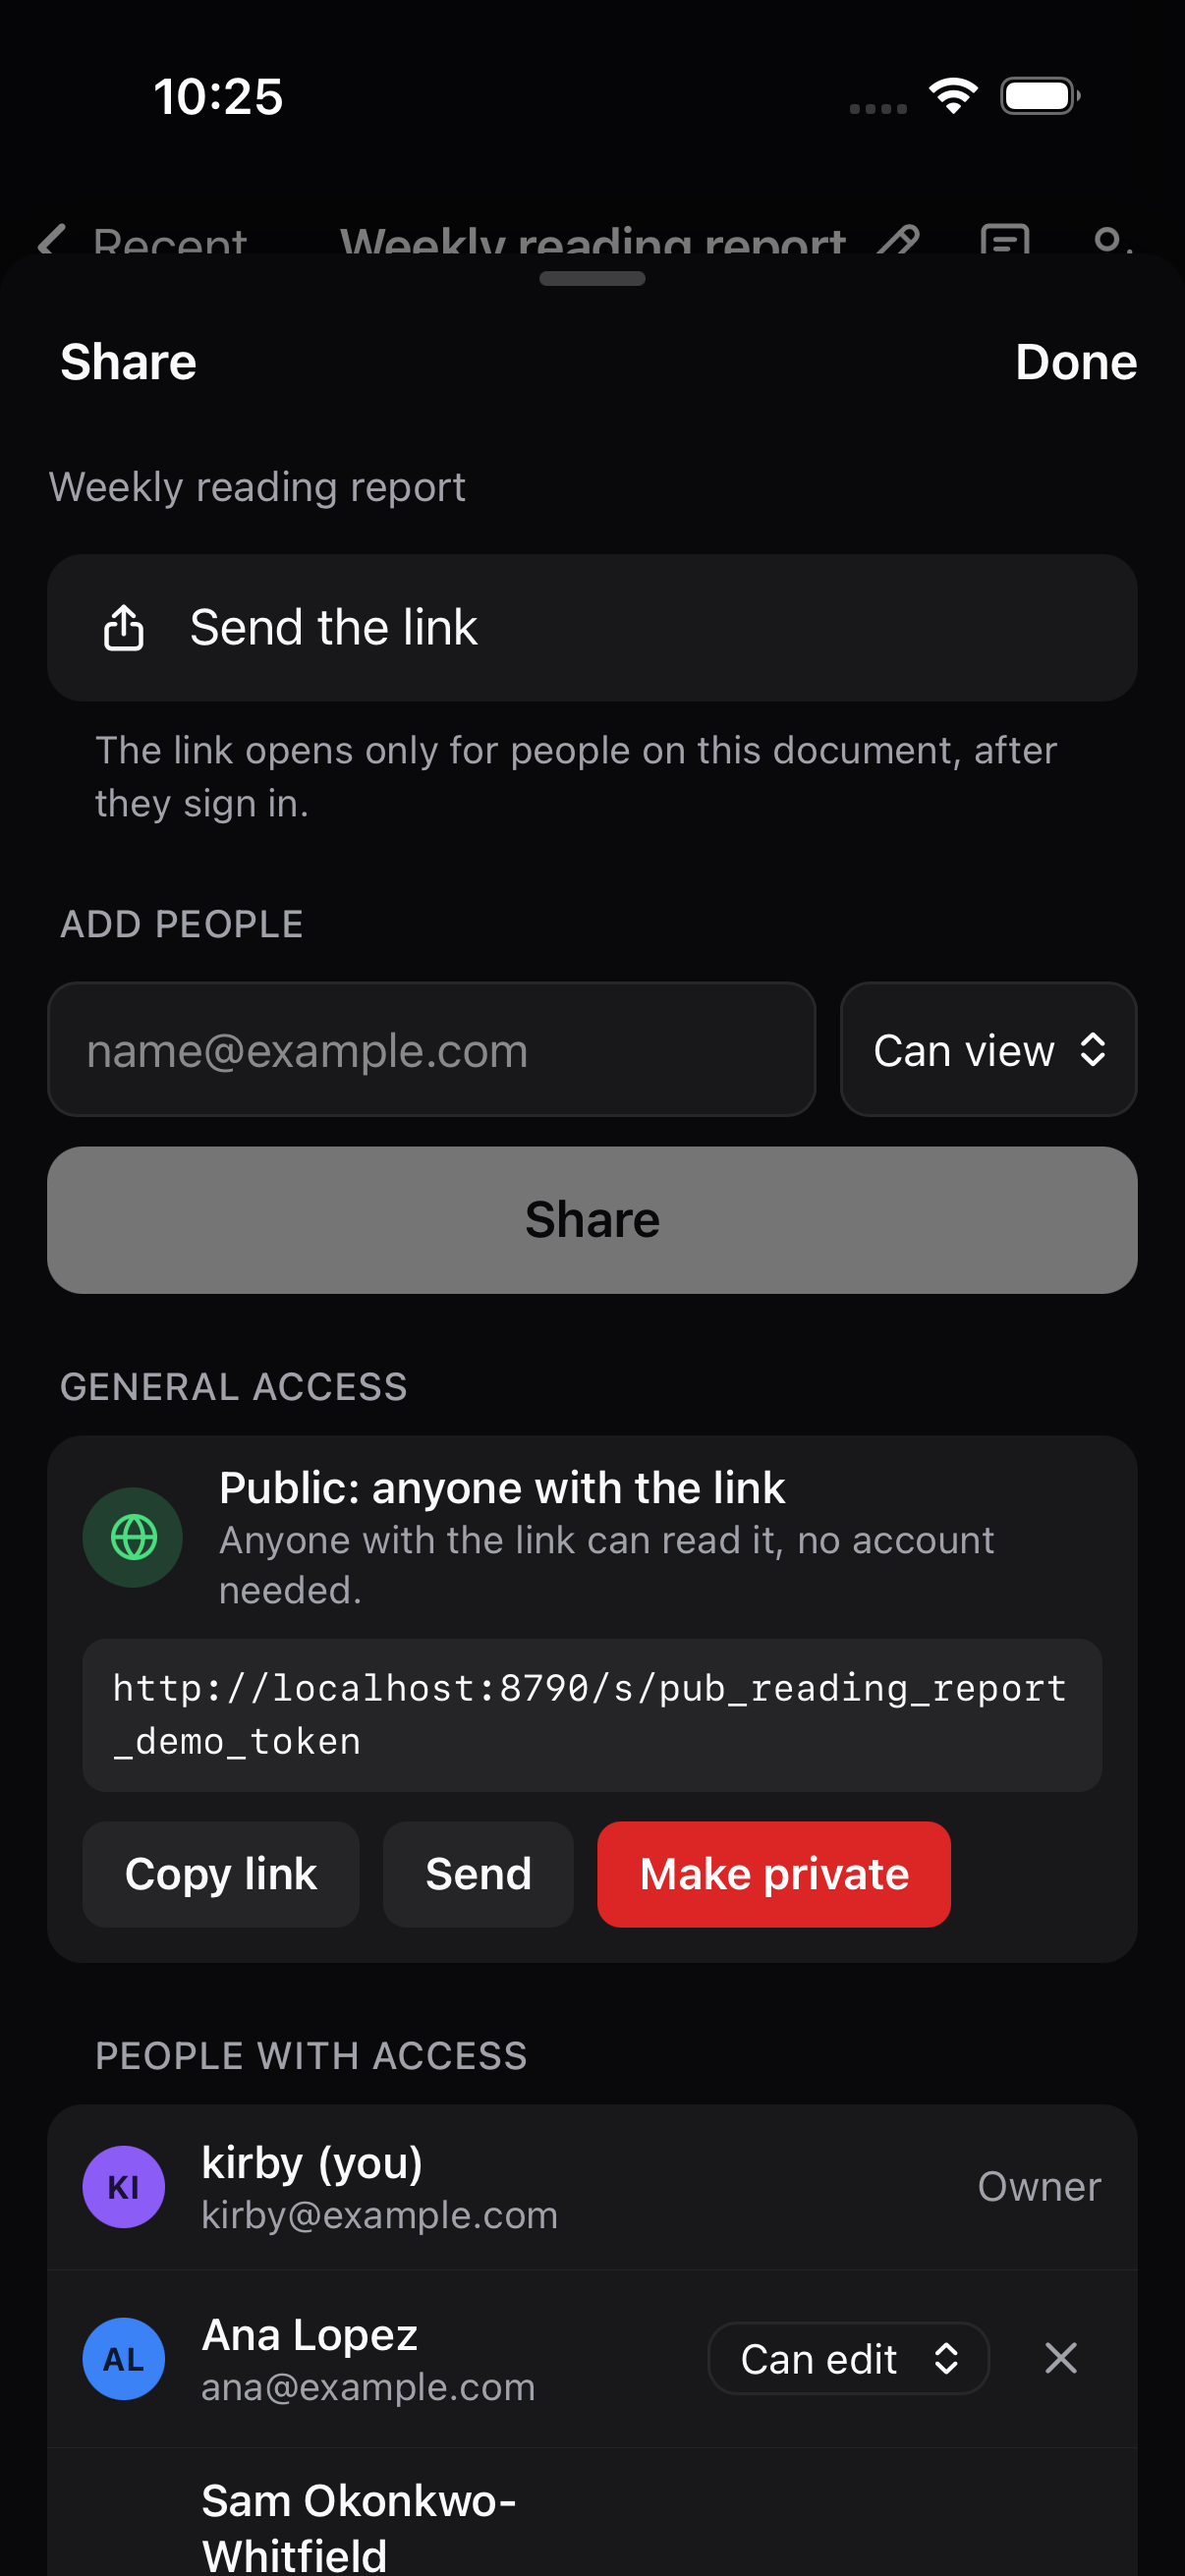 10:25
Recent
Weekly reading report
Share
Done
Weekly reading report
Send the link
The link opens only for people on this document, after
they sign in.
ADD PEOPLE
name@example.com
Can view
Share
GENERAL ACCESS
Public: anyone with the link
Anyone with the link can read it, no account
needed.
http://localhost:8790/s/pub_reading_report
_demo_token
Copy link
Send
Make private
PEOPLE WITH ACCESS
KI
kirby (you)
kirby@example.com
Owner
AL
Ana Lopez
ana@example.com
Can edit
Sam Okonkwo-
Whitfield